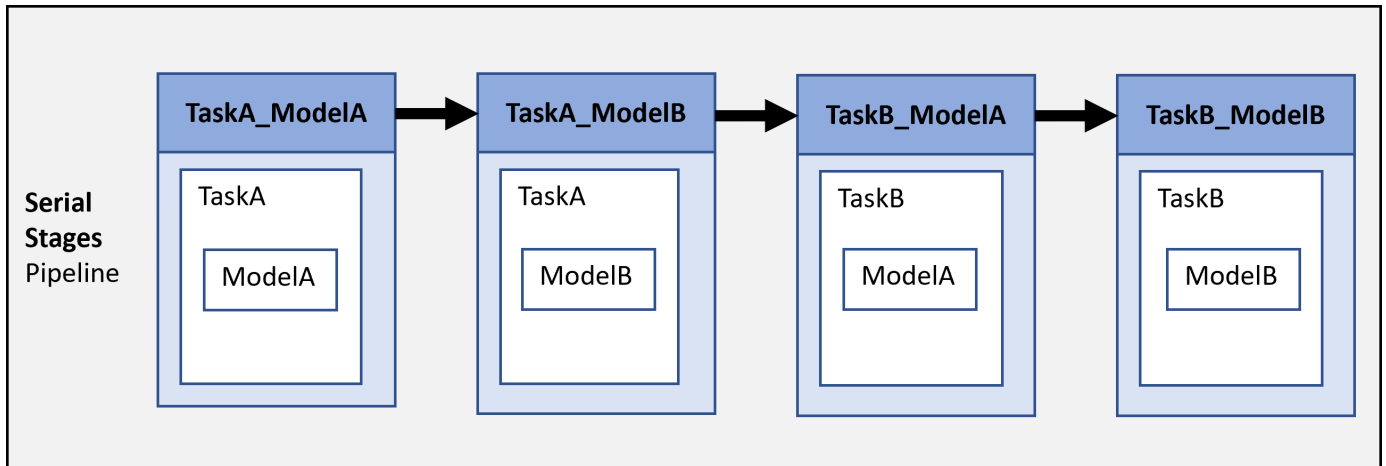 TaskA_ModelA
TaskA_ModelB
TaskB_ModelA
TaskB_ModelB
Serial
Stages
Pipeline
TaskA
ModelA
TaskA
ModelB
TaskB
ModelA
TaskB
ModelB